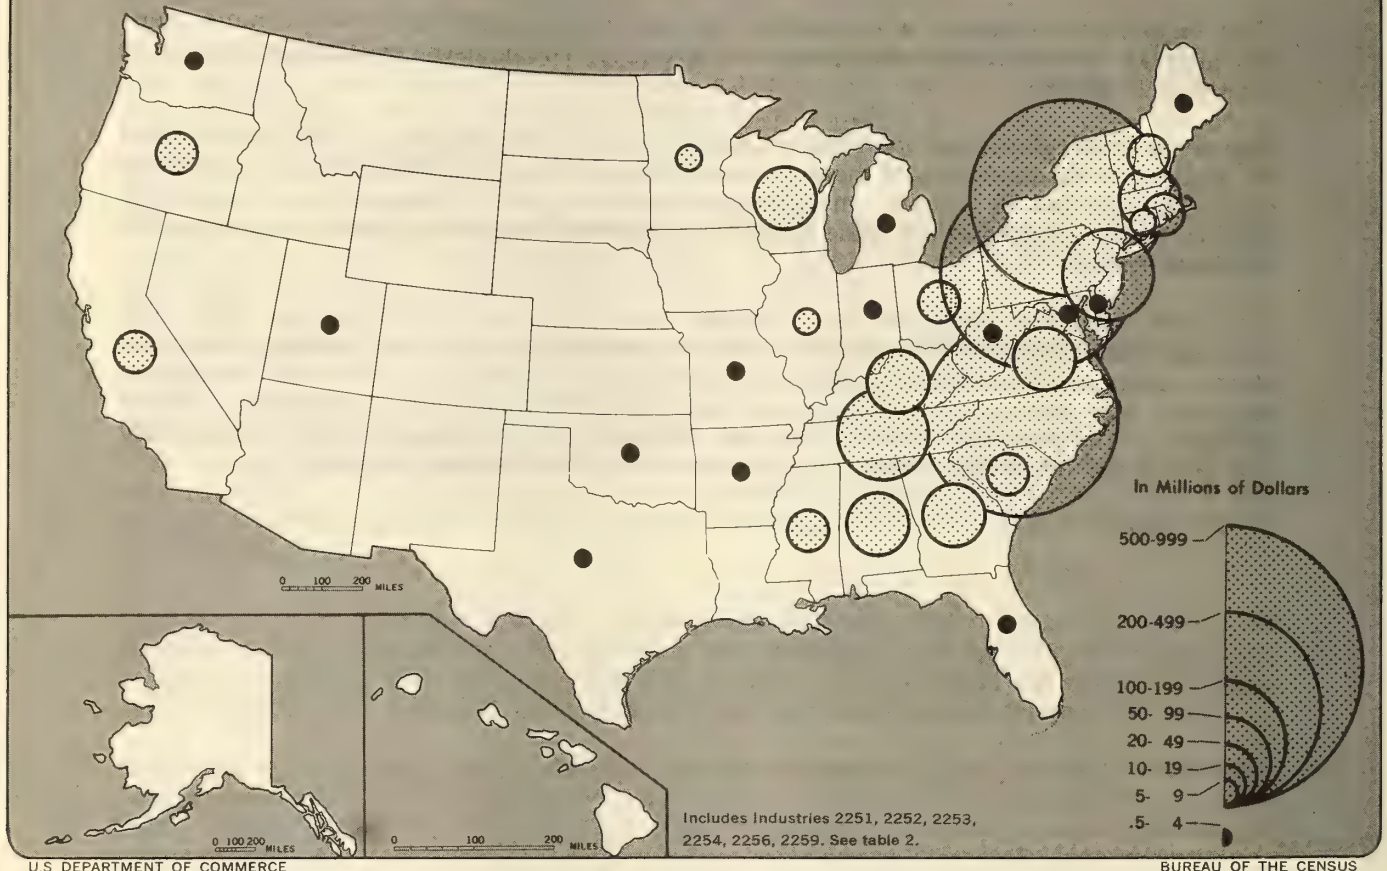 In Millions of Dollars
500-999
200-499
100-199
50- 99
20- 49
10- 19
5- 9
.5- 4
0 100 200 MILES
0 100 200 MILES
0 100 200 MILES
Includes Industries 2251, 2252, 2253,
2254, 2256, 2259. See table 2.
U.S DEPARTMENT OF COMMERCE
BUREAU OF THE CENSUS